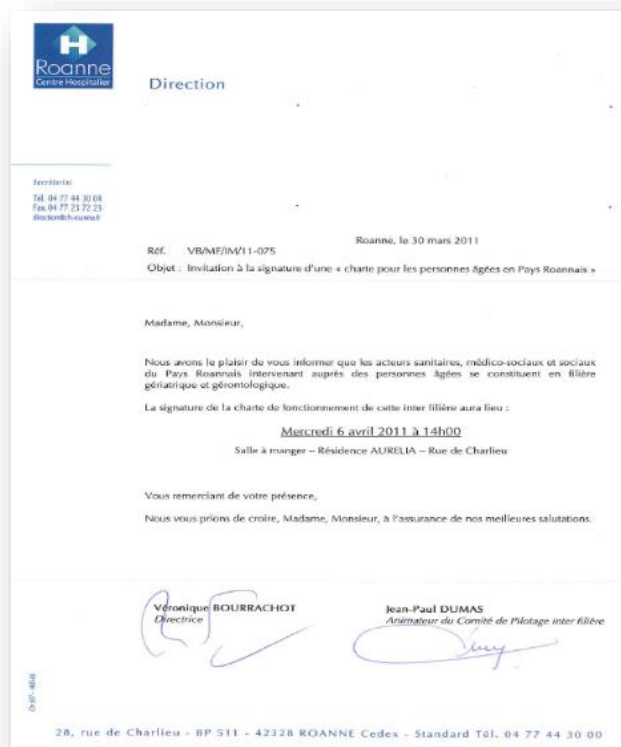 H
Roanne
Centre Hospitalier
Direction
Secrétariat
Tél. 04 77 44 30 04
Fax. 04 77 23 72 23
Roanne, le 30 mars 2011
Réf. VB/MF/IM/11-075
Objet : Invitation à la signature d'une « charte pour les personnes âgées en Pays Roannais »
Madame, Monsieur,
Nous avons le plaisir de vous informer que les acteurs sanitaires, médico-sociaux et sociaux
du Pays Roannais intervenant auprès des personnes âgées se constituent en filière
gériatrique et gérontologique.
La signature de la charte de fonctionnement de cette inter filière aura lieu :
Mercredi 6 avril 2011 à 14h00
Salle à manger – Résidence AURELIA – Rue de Charlieu
Vous remerciant de votre présence,
Nous vous prions de croire, Madame, Monsieur, à l'assurance de nos meilleures salutations.
Véronique BOURRACHOT
Directrice
Jean-Paul DUMAS
Animateur du Comité de Pilotage inter filière
28, rue de Charlieu - BP 511 - 42328 ROANNE Cedex - Standard Tél. 04 77 44 30 00